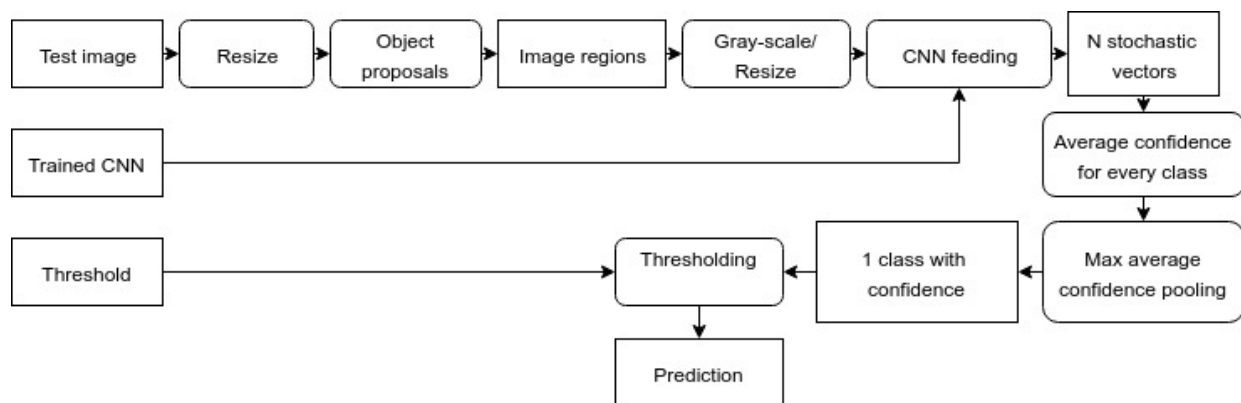 Test image
Resize
Object
proposals
Image regions
Gray-scale/
Resize
CNN feeding
N stochastic
vectors
Trained CNN
Average confidence
for every class
Threshold
Thresholding
1 class with
confidence
Max average
confidence pooling
Prediction